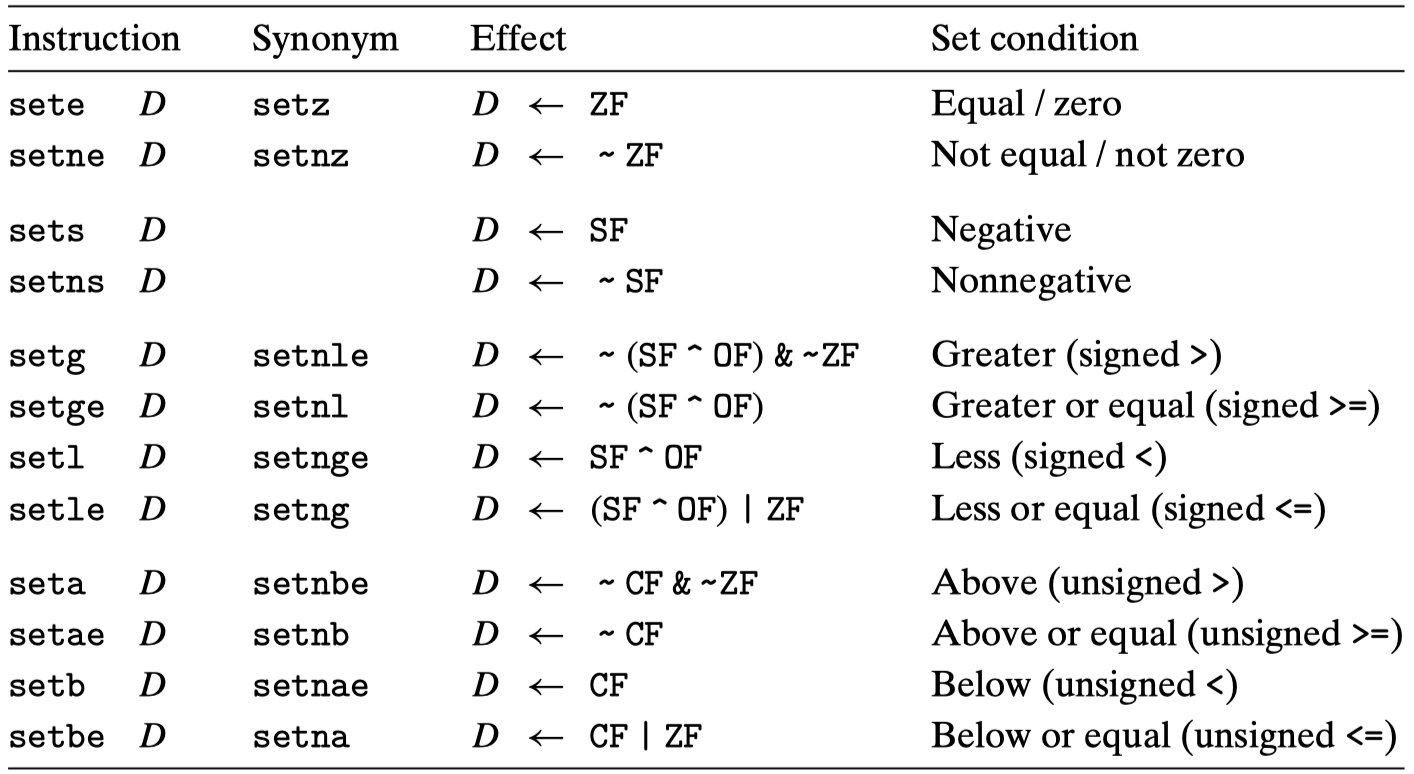 Instruction Synonym Effect Set condition
sete D setz D ← ZF Equal / zero
setne D setnz D ← ~ ZF Not equal / not zero
sets D D ← SF Negative
setns D D ← ~ SF Nonnegative
setg D setnle D ← ~ (SF ^ OF) & ~ZF Greater (signed >)
setge D setnl D ← ~ (SF ^ OF) Greater or equal (signed >=)
setl D setnge D ← SF ^ OF Less (signed <)
setle D setng D ← (SF ^ OF) | ZF Less or equal (signed <=)
seta D setnbe D ← ~ CF & ~ZF Above (unsigned >)
setae D setnb D ← ~ CF Above or equal (unsigned >=)
setb D setnae D ← CF Below (unsigned <)
setbe D setna D ← CF | ZF Below or equal (unsigned <=)